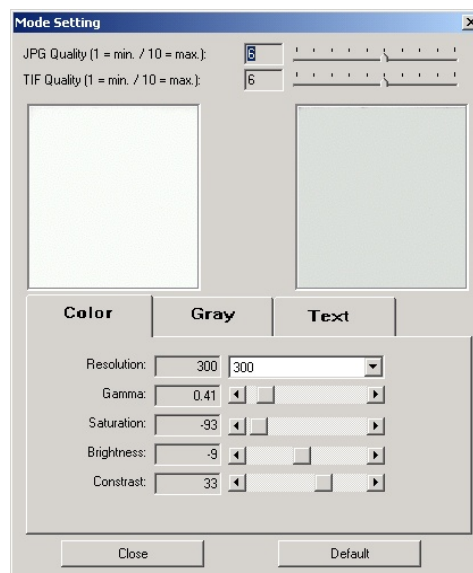 Mode Setting
JPG Quality (1 = min. / 10 = max.): 6
TIF Quality (1 = min. / 10 = max.): 6
Color Gray Text
Resolution: 300 300
Gamma: 0.41
Saturation: -93
Brightness: -9
Constrast: 33
Close Default